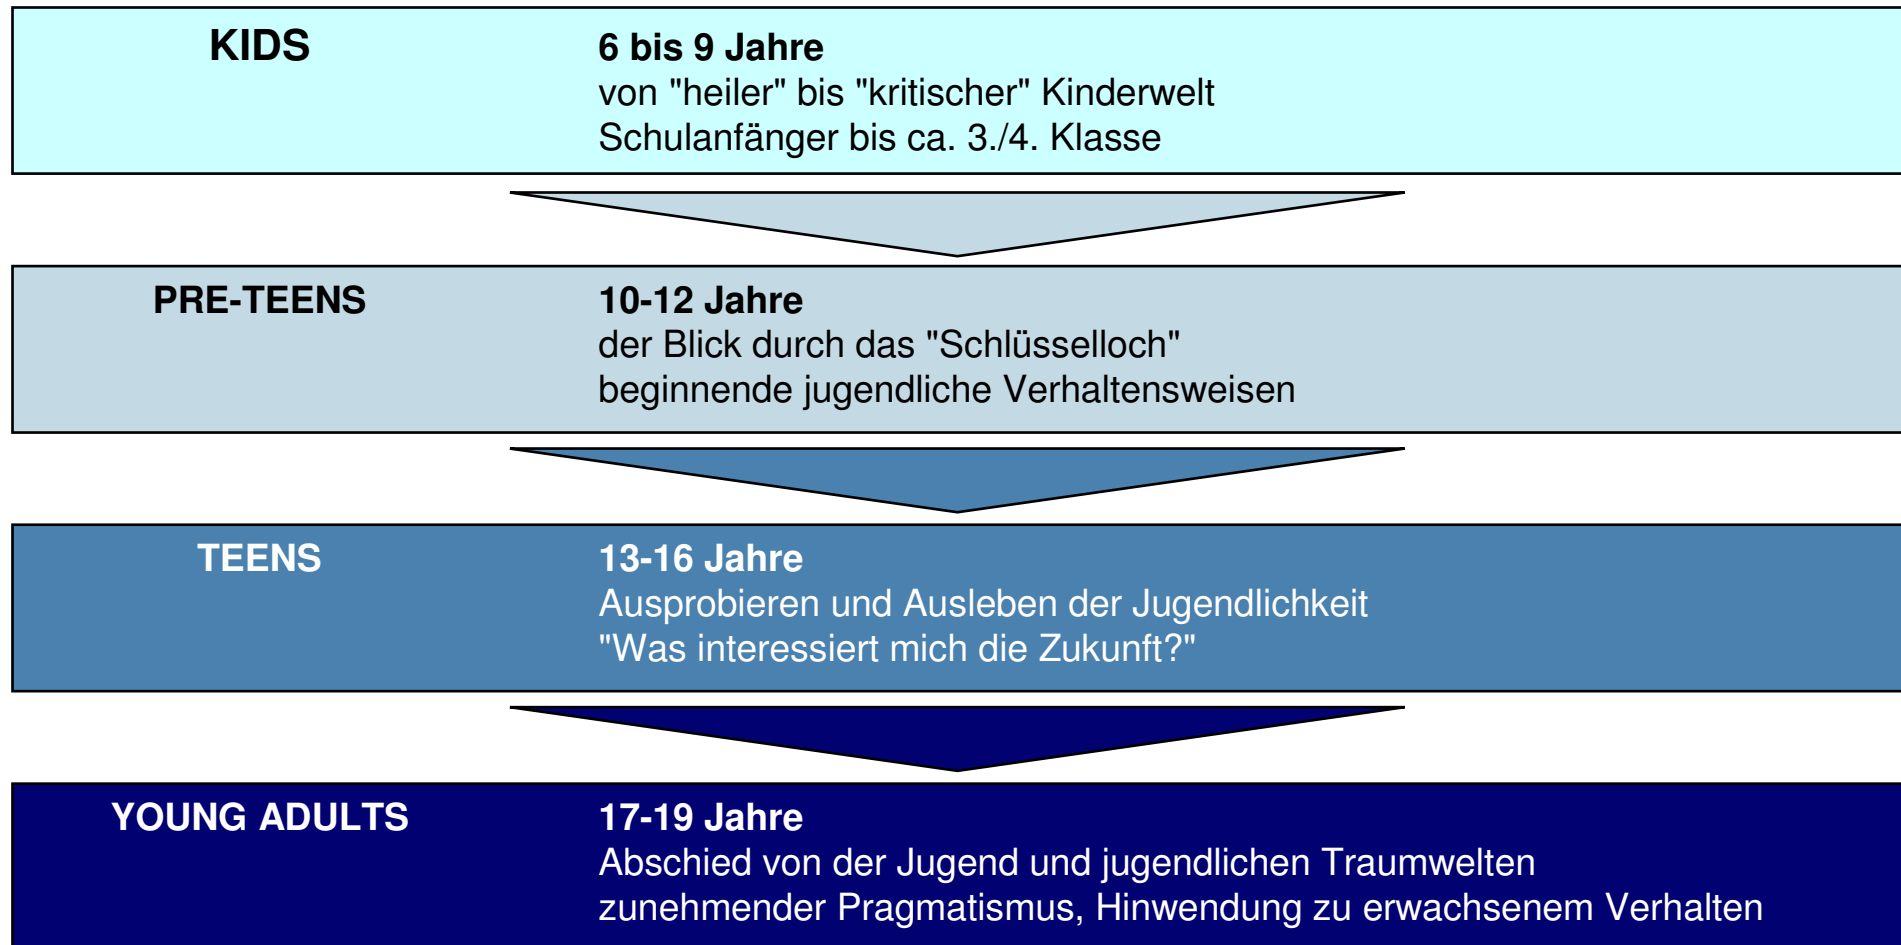 KIDS 6 bis 9 Jahre
von "heiler" bis "kritischer" Kinderwelt
Schulanfänger bis ca. 3./4. Klasse
PRE-TEENS 10-12 Jahre
der Blick durch das "Schlüsselloch"
beginnende jugendliche Verhaltensweisen
TEENS 13-16 Jahre
Ausprobieren und Ausleben der Jugendlichkeit
"Was interessiert mich die Zukunft?"
YOUNG ADULTS 17-19 Jahre
Abschied von der Jugend und jugendlichen Traumwelten
zunehmender Pragmatismus, Hinwendung zu erwachsenem Verhalten